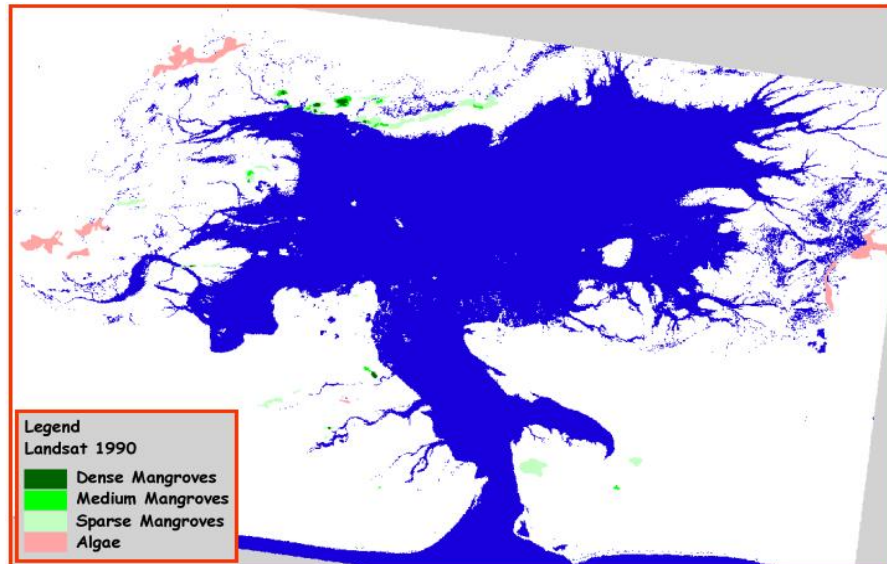 Legend
Landsat 1990
Dense Mangroves
Medium Mangroves
Sparse Mangroves
Algae